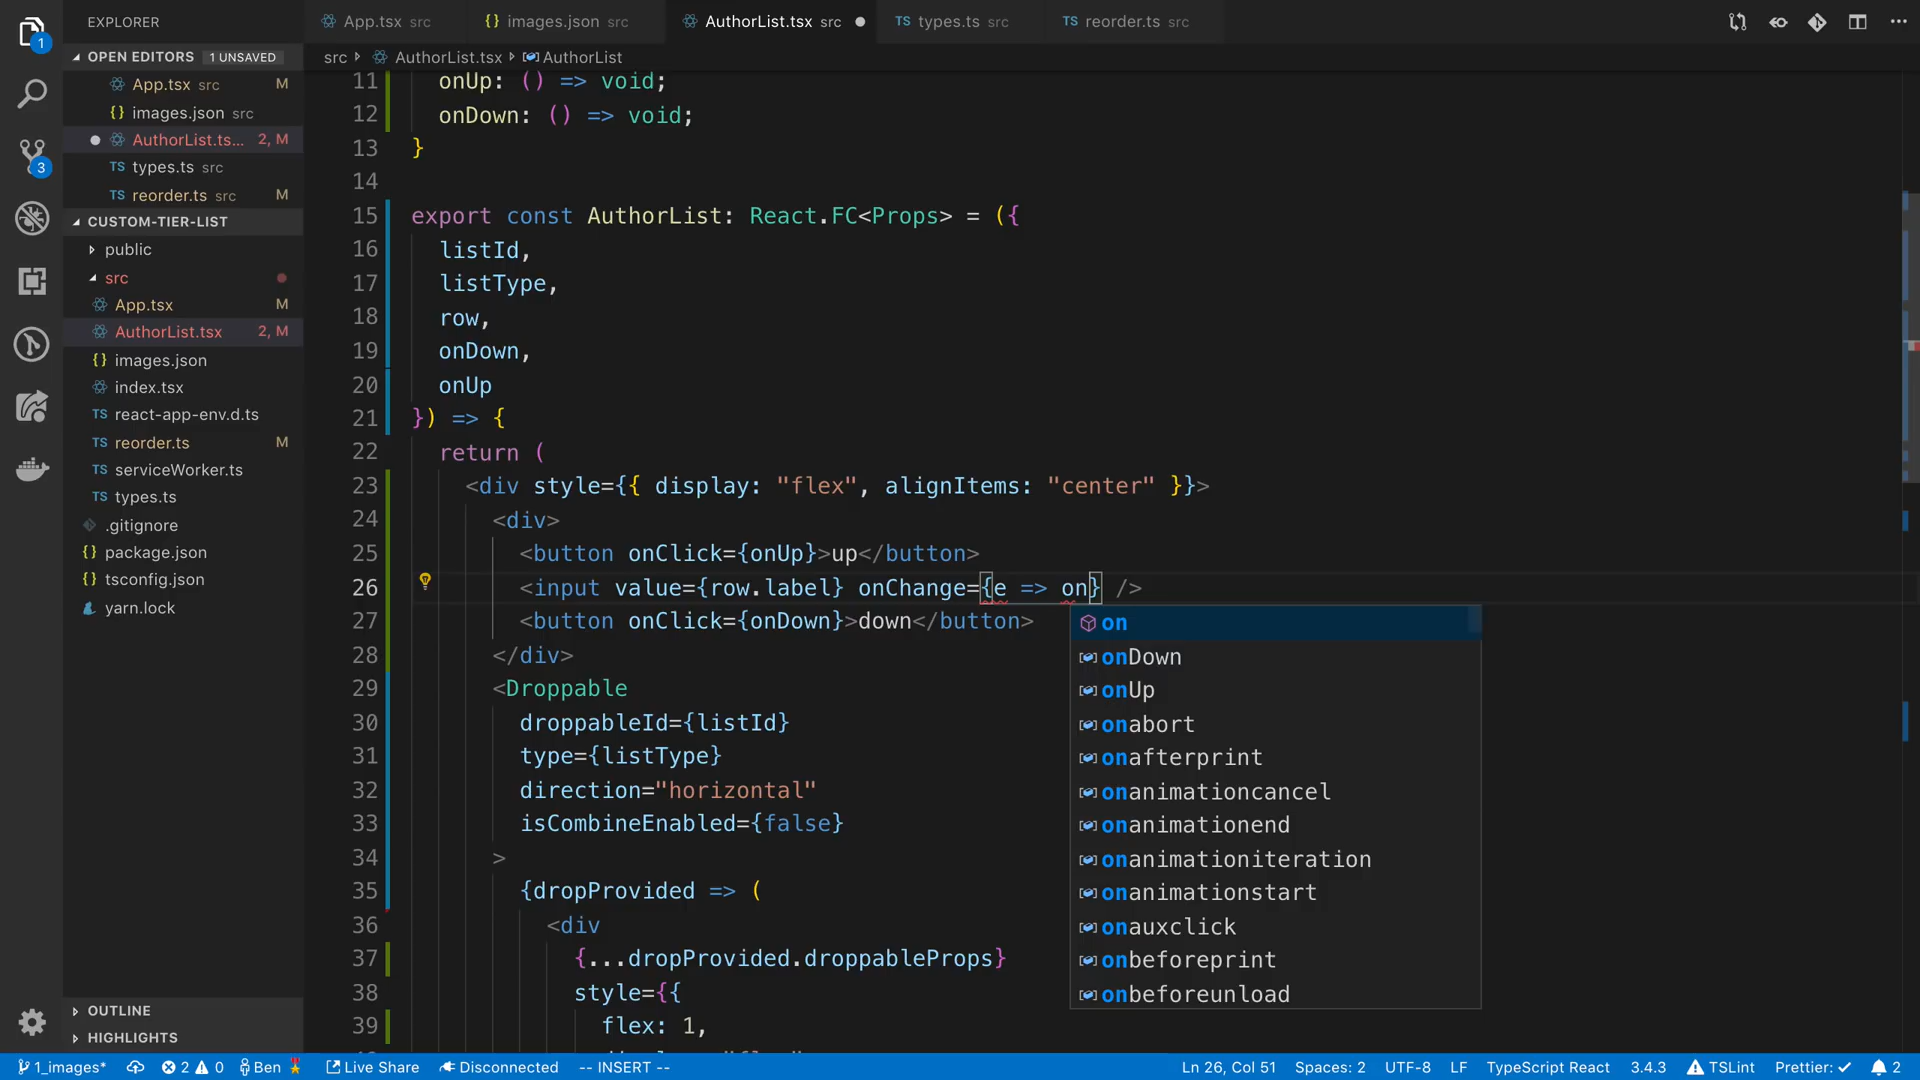 EXPLORER
App.tsx src
images.json src
AuthorList.tsx src
types.ts src
reorder.ts src
1
OPEN EDITORS 1 UNSAVED
App.tsx src M
images.json src
AuthorList.ts... 2, M
types.ts src
reorder.ts src M
CUSTOM-TIER-LIST
public
src
App.tsx M
AuthorList.tsx 2, M
images.json
index.tsx
react-app-env.d.ts
reorder.ts M
serviceWorker.ts
types.ts
.gitignore
package.json
tsconfig.json
yarn.lock
3
OUTLINE
HIGHLIGHTS
src AuthorList.tsx AuthorList
11 onUp: () => void;
12 onDown: () => void;
13 }
14
15 export const AuthorList: React.FC<Props> = ({
16 listId,
17 listType,
18 row,
19 onDown,
20 onUp
21 }) => {
22 return (
23 <div style={{ display: "flex", alignItems: "center" }}>
24 <div>
25 <button onClick={onUp}>up</button>
26 <input value={row.label} onChange={e => on} />
27 <button onClick={onDown}>down</button>
28 </div>
29 <Droppable
30 droppableId={listId}
31 type={listType}
32 direction="horizontal"
33 isCombineEnabled={false}
34 >
35 {dropProvided => (
36 <div
37 {...dropProvided.droppableProps}
38 style={{
39 flex: 1,
on
onDown
onUp
onabort
onafterprint
onanimationcancel
onanimationend
onanimationiteration
onanimationstart
onauxclick
onbeforeprint
onbeforeunload
1_images* 2 0 Ben Live Share Disconnected -- INSERT -- Ln 26, Col 51 Spaces: 2 UTF-8 LF TypeScript React 3.4.3 TSLint Prettier: ✓ 2